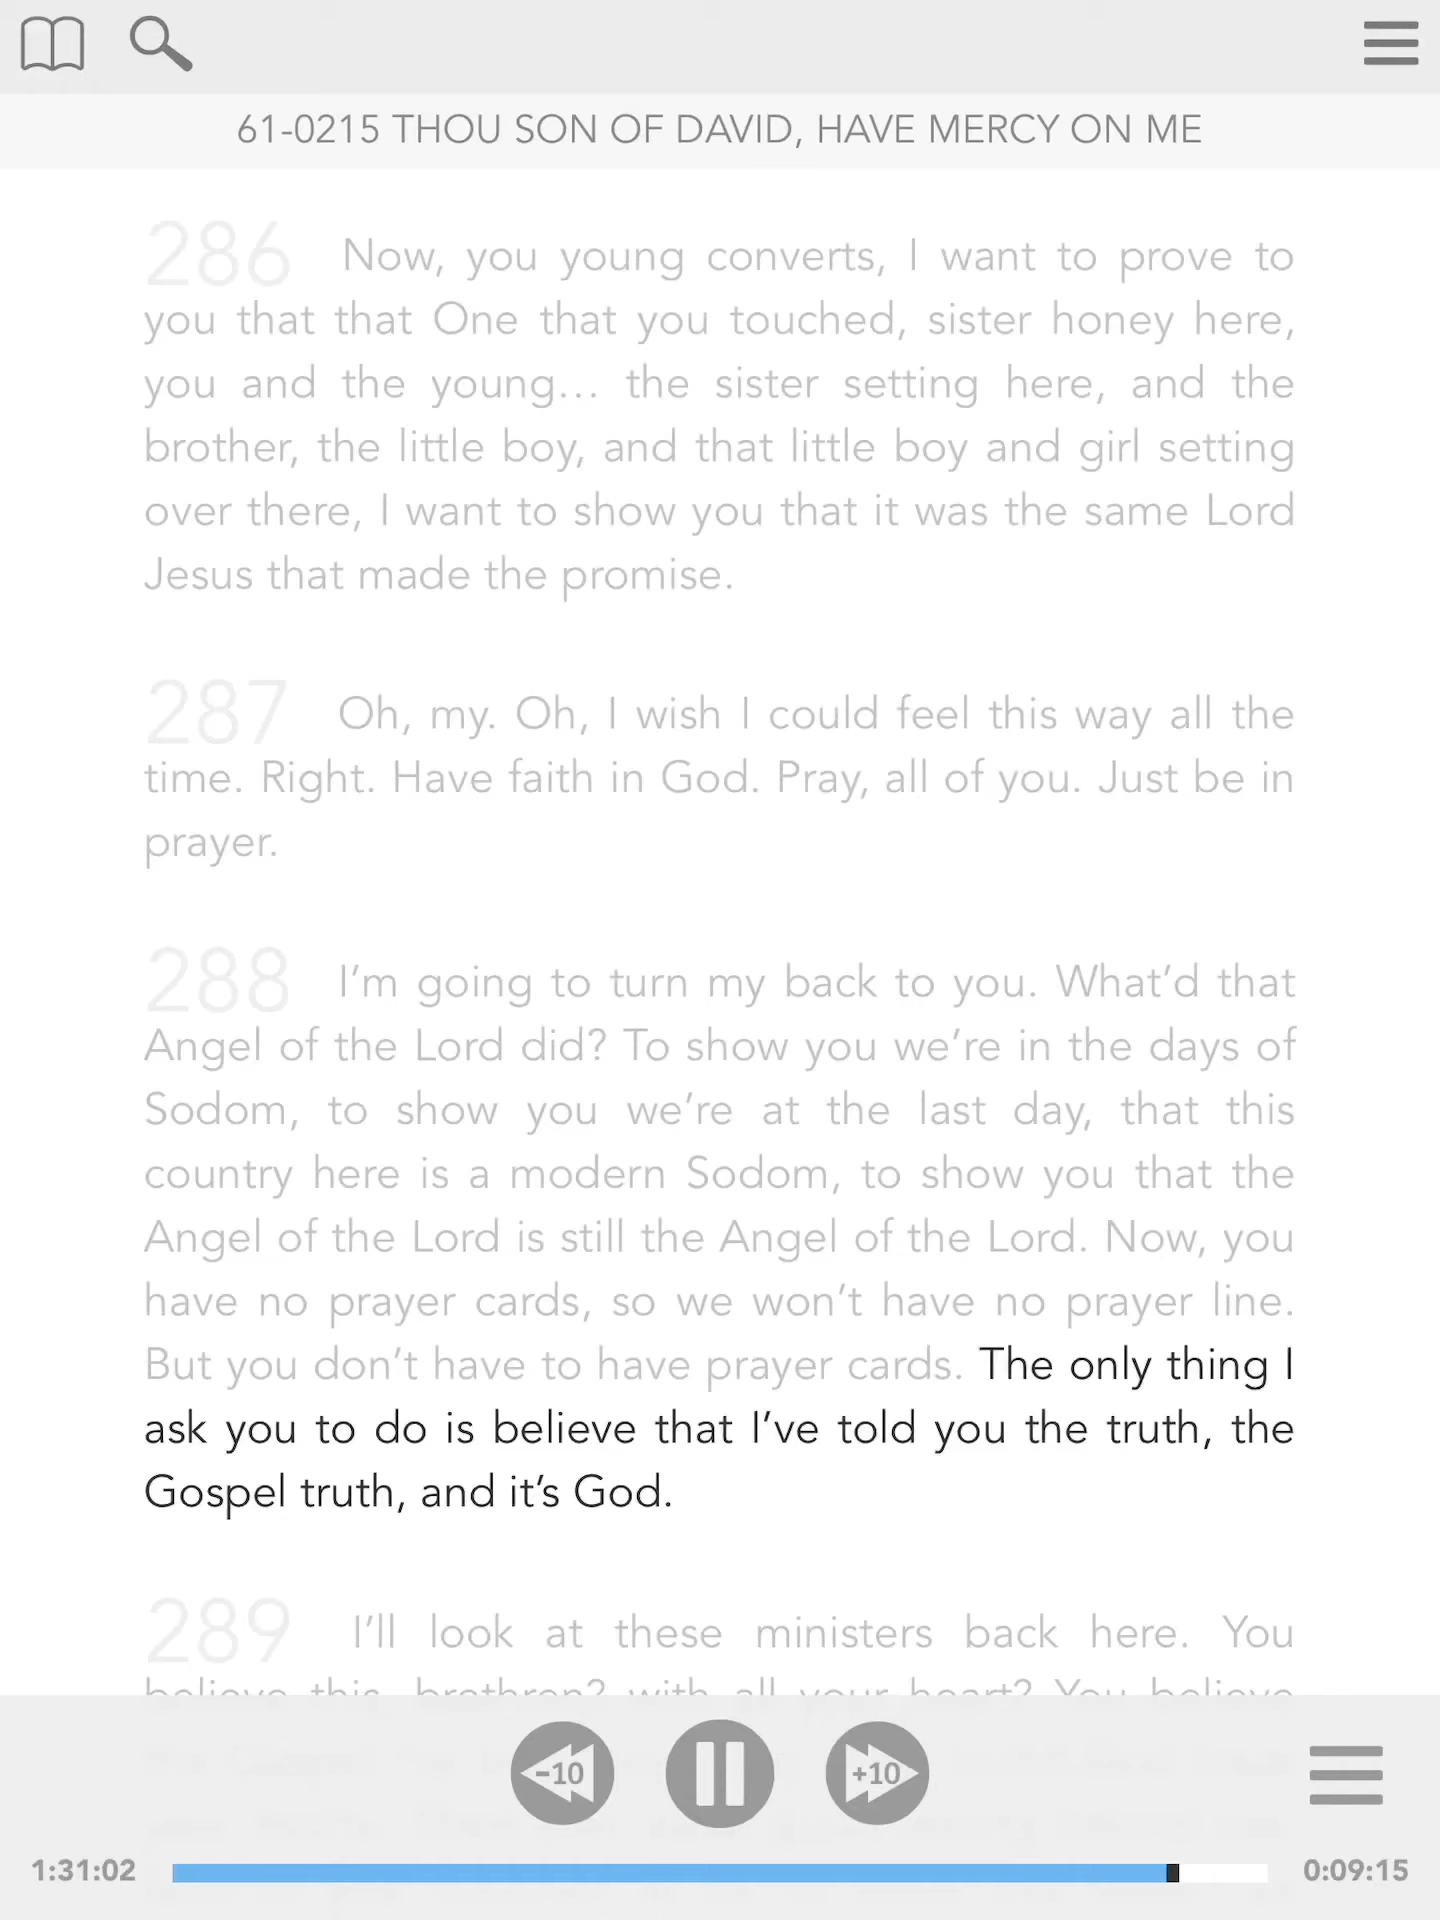 61-0215 THOU SON OF DAVID, HAVE MERCY ON ME
286 Now, you young converts, I want to prove to
you that that One that you touched, sister honey here,
you and the young… the sister setting here, and the
brother, the little boy, and that little boy and girl setting
over there, I want to show you that it was the same Lord
Jesus that made the promise.
287 Oh, my. Oh, I wish I could feel this way all the
time. Right. Have faith in God. Pray, all of you. Just be in
prayer.
288 I’m going to turn my back to you. What’d that
Angel of the Lord did? To show you we’re in the days of
Sodom, to show you we’re at the last day, that this
country here is a modern Sodom, to show you that the
Angel of the Lord is still the Angel of the Lord. Now, you
have no prayer cards, so we won’t have no prayer line.
But you don’t have to have prayer cards. The only thing I
ask you to do is believe that I’ve told you the truth, the
Gospel truth, and it’s God.
289 I’ll look at these ministers back here. You
believe this, brethren? with all your heart? You believe
-10 +10
1:31:02 0:09:15